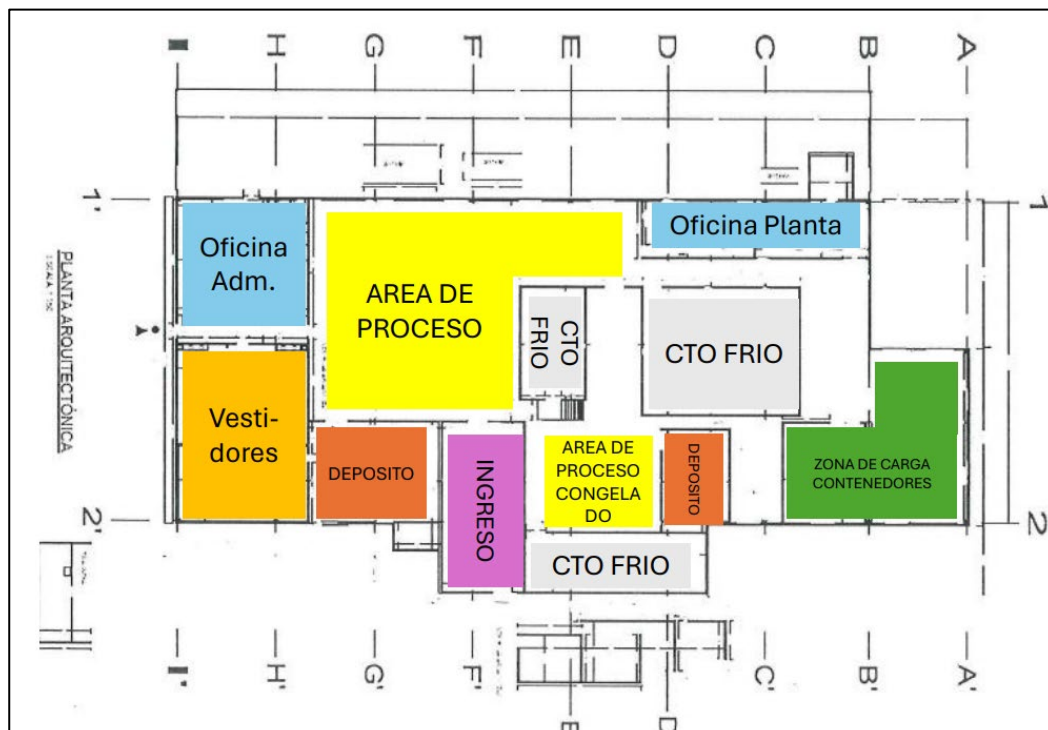 I H G F E D C B A
1' 1
Oficina
Adm.
Oficina Planta
AREA DE
PROCESO
CTO
FRIO
CTO FRIO
PLANTA ARQUITECTÓNICA
Vesti-
dores
DEPOSITO
INGRESO
AREA DE
PROCESO
CONGELA
DO
DEPOSITO
ZONA DE CARGA
CONTENEDORES
2' 2
CTO FRIO
I' H' G' F' C' B' A'